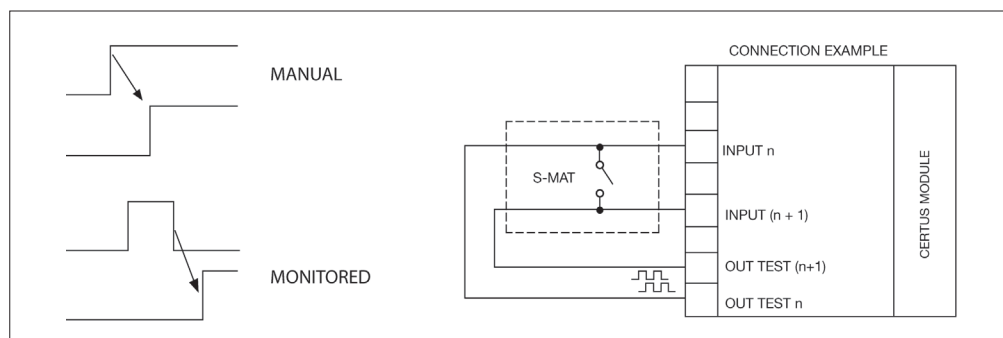 MANUAL
MONITORED
CONNECTION EXAMPLE
S-MAT
INPUT n
INPUT (n + 1)
OUT TEST (n+1)
OUT TEST n
CERTUS MODULE